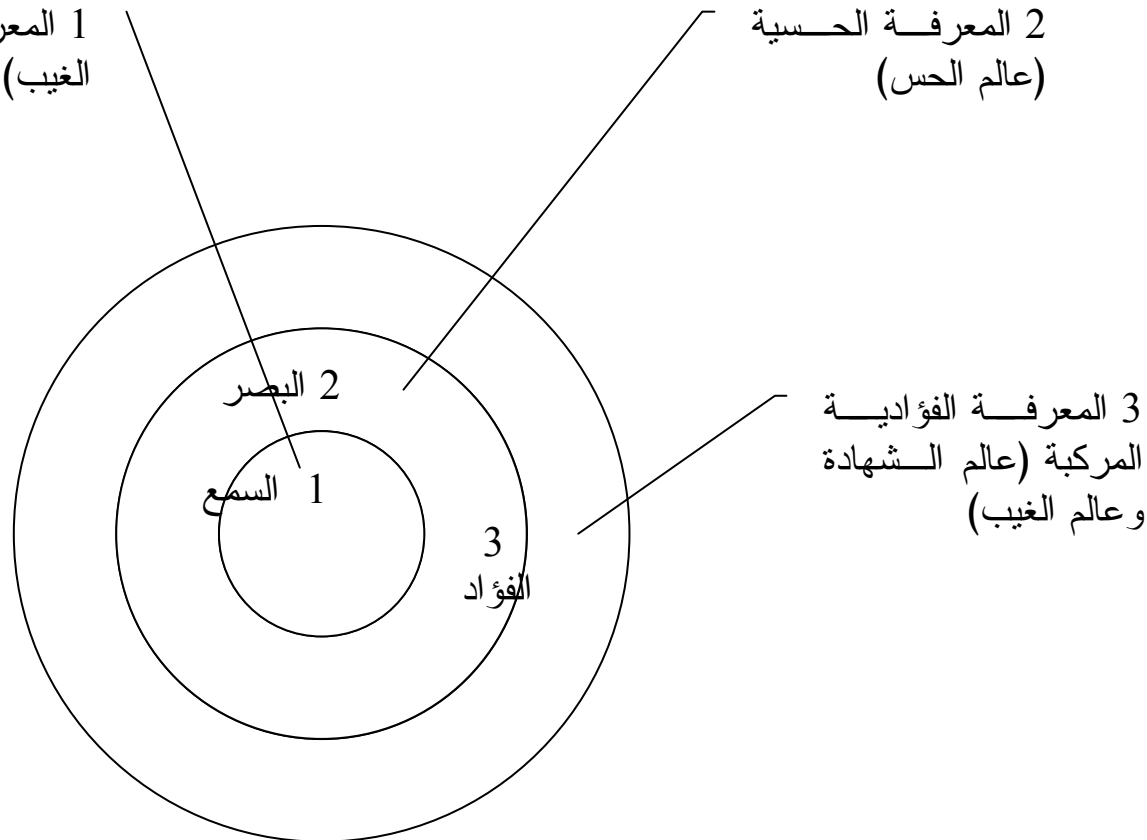 1
الغيب)
2 المعرفة الحسية
(عالم الحس)
2 البصر
1 السمع
3
الفؤاد
3 المعرفة الفؤادية
المركبة (عالم الشهادة
وعالم الغيب)